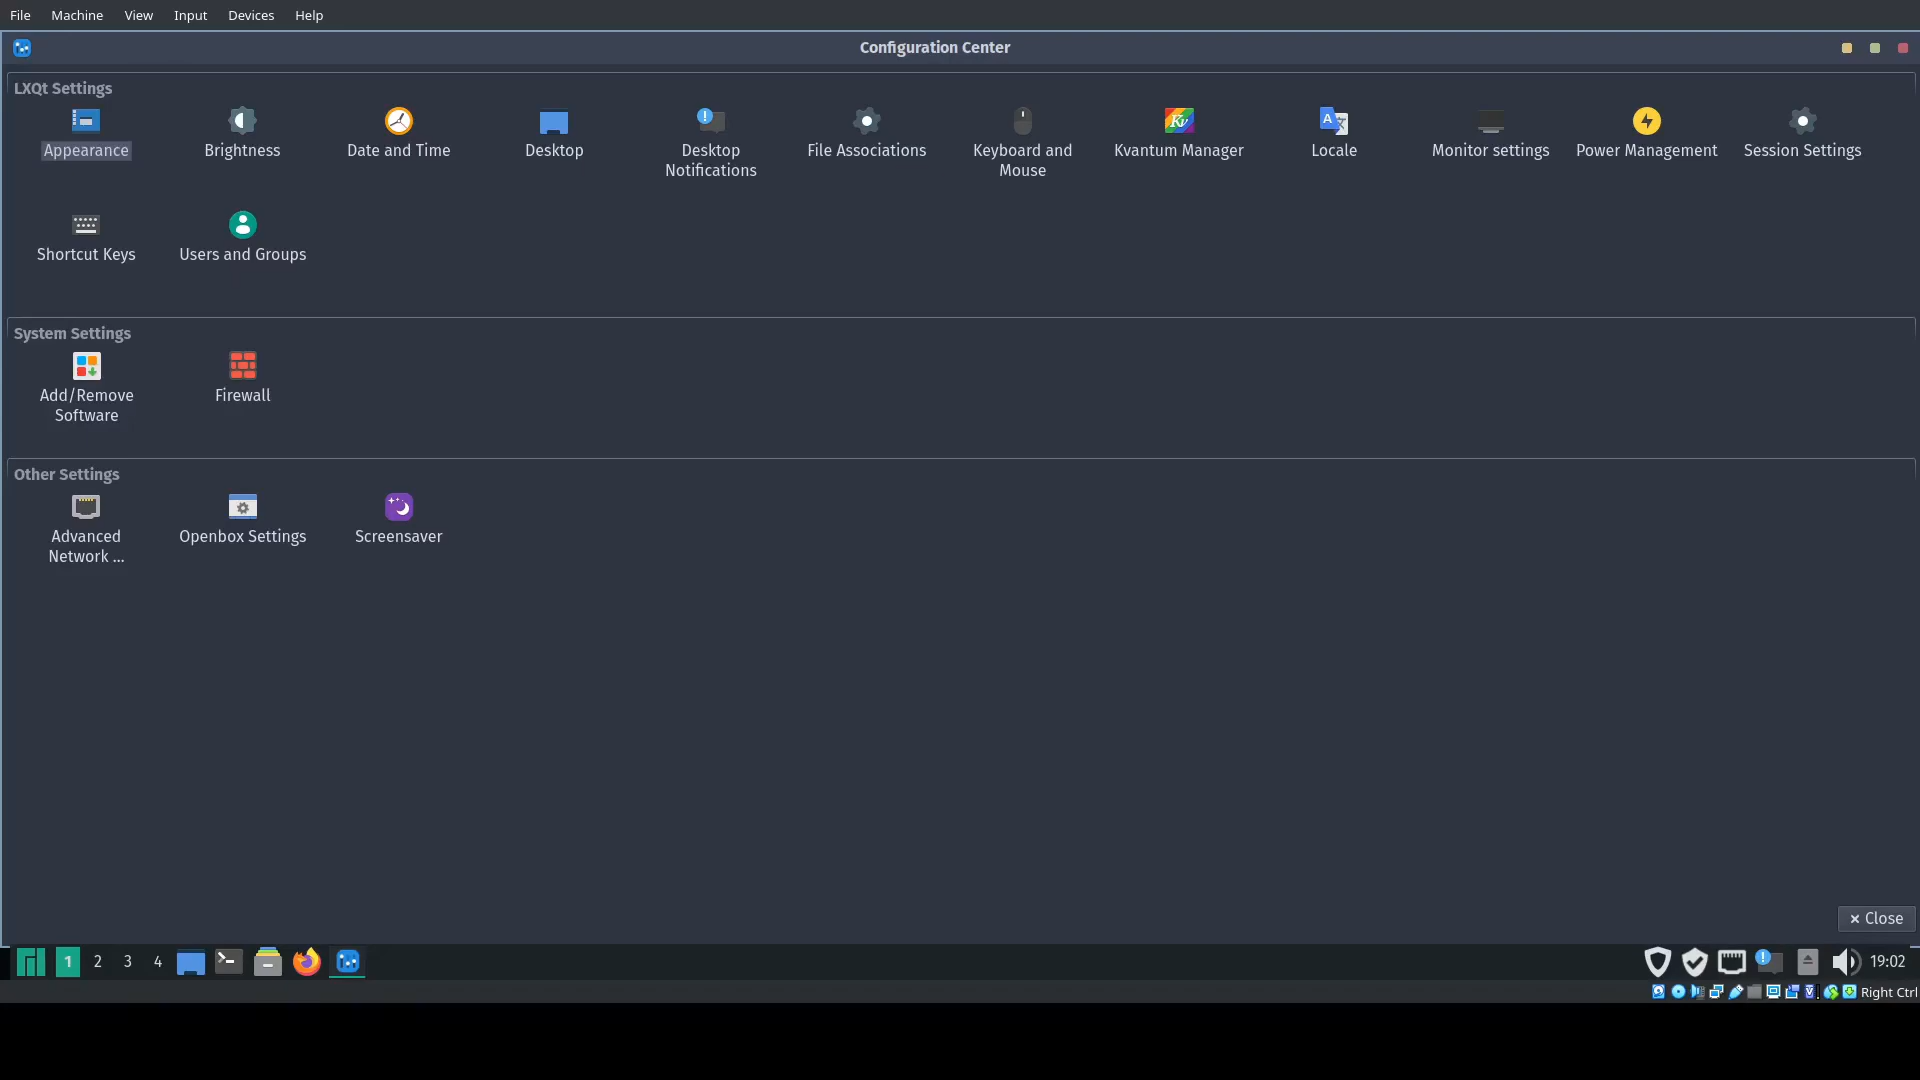 File Machine View Input Devices Help
Configuration Center
LXQt Settings
Appearance
Brightness
Date and Time
Desktop
Desktop
Notifications
File Associations
Keyboard and
Mouse
Kvantum Manager
Locale
Monitor settings
Power Management
Session Settings
Shortcut Keys
Users and Groups
System Settings
Add/Remove
Software
Firewall
Other Settings
Advanced
Network ...
Openbox Settings
Screensaver
Close
1 2 3 4
19:02
Right Ctrl